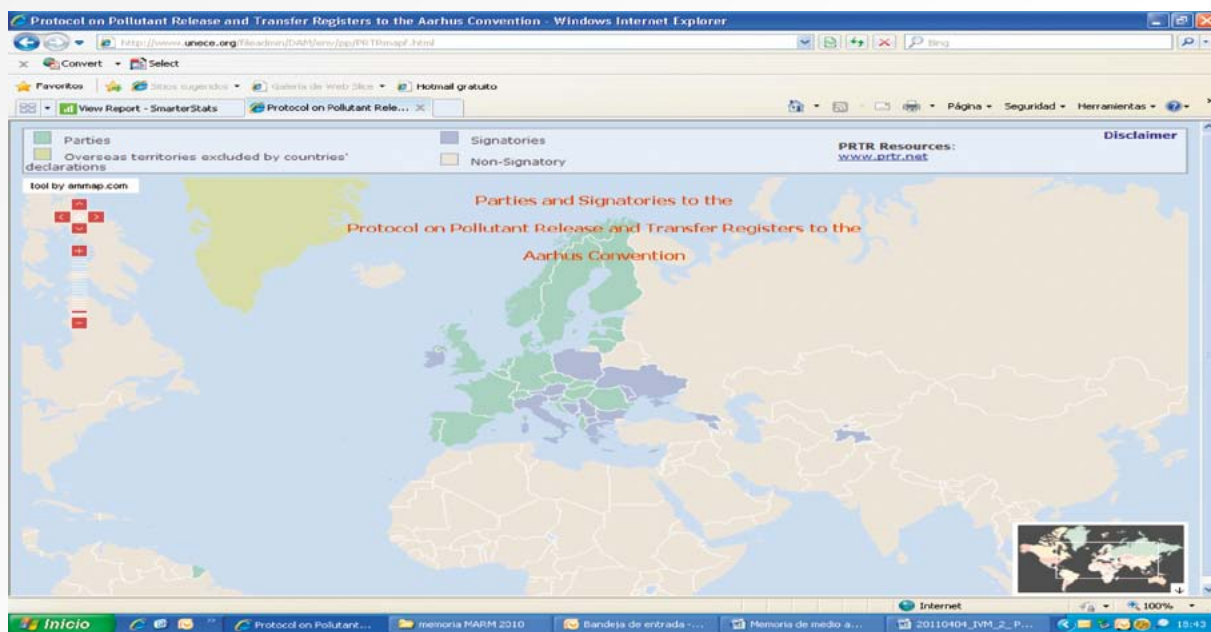 Protocol on Pollutant Release and Transfer Registers to the Aarhus Convention - Windows Internet Explorer
http://www.unece.org/fileadmin/DAM/env/pp/PRTRmapf.html
Bing
Convert Select
Favoritos Sitios sugeridos Galería de Web Slice Hotmail gratuito
View Report - SmarterStats Protocol on Pollutant Rele... Página Seguridad Herramientas
Parties Signatories Disclaimer
Overseas territories excluded by countries' declarations Non-Signatory
PRTR Resources:
www.prtr.net
tool by ammap.com
Parties and Signatories to the
Protocol on Pollutant Release and Transfer Registers to the
Aarhus Convention
Internet 100%
Inicio Protocol on Pollutant... memoria MARM 2010 Bandeja de entrada -... Memoria de medio a... 20110404_IVM_2_P... 18:43